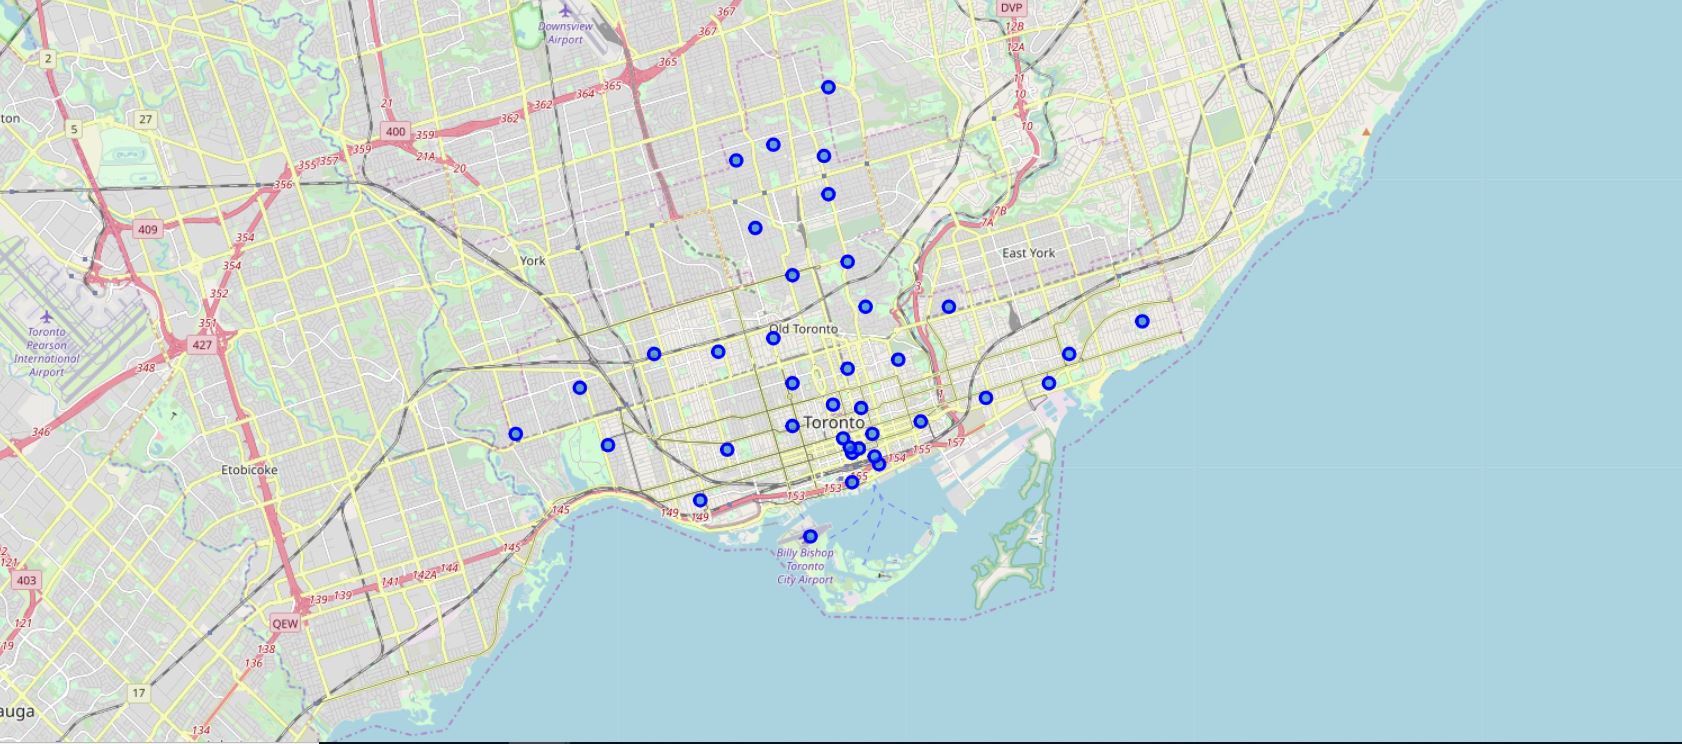 367
DVP
Downsview
Airport
367
12B
12A
2
365
11
21
364
365
10
362
ton
5
27
400
359
10
359
21A
355
357
20
356
409
7B
7A
354
York
East York
354
352
3
351
Toronto
Pearson
International
Airport
427
Old Toronto
348
1
346
Toronto
157
155
154
Etobicoke
155
153
153
145
149
149
Billy Bishop
Toronto
City Airport
145
144
142A
141
403
121
139
139
121
QEW
138
136
17
auga
134